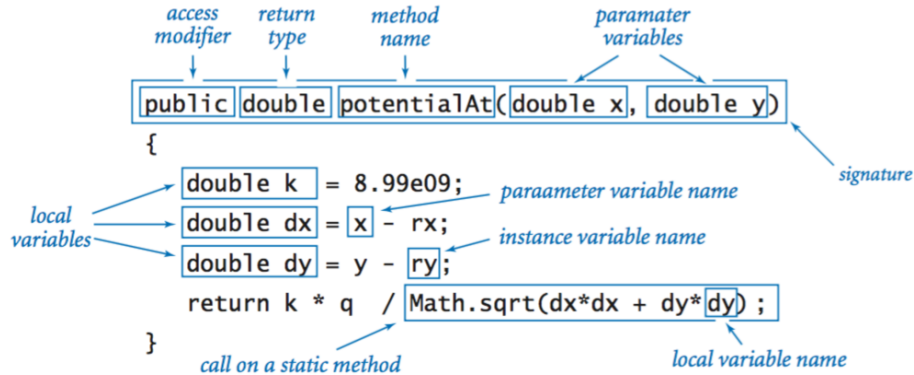 access return method paramater
modifier type name variables
public double potentialAt(double x, double y)
{
signature
double k = 8.99e09;
paraameter variable name
local
variables
double dx = x - rx;
instance variable name
double dy = y - ry;
return k * q / Math.sqrt(dx*dx + dy*dy) ;
}
call on a static method
local variable name